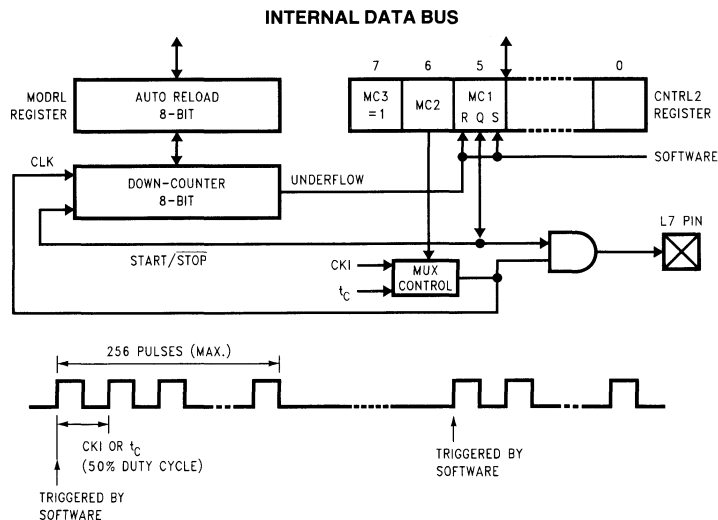 INTERNAL DATA BUS
7 6 5 0
MODRL
REGISTER
AUTO RELOAD
8-BIT
MC3
=1
MC2
MC1
R Q S
CNTRL2
REGISTER
CLK
DOWN-COUNTER
8-BIT
UNDERFLOW
SOFTWARE
START/STOP
CKI
tC
MUX
CONTROL
L7 PIN
256 PULSES (MAX.)
CKI OR tC
(50% DUTY CYCLE)
TRIGGERED BY
SOFTWARE
TRIGGERED BY
SOFTWARE